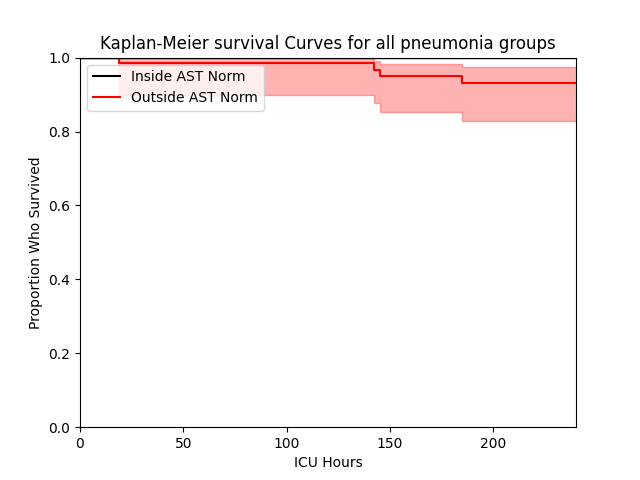 Kaplan-Meier survival Curves for all pneumonia groups
1.0
Inside AST Norm
Outside AST Norm
0.8
0.6
0.4
0.2
0.0
Proportion Who Survived
0 50 100 150 200
ICU Hours